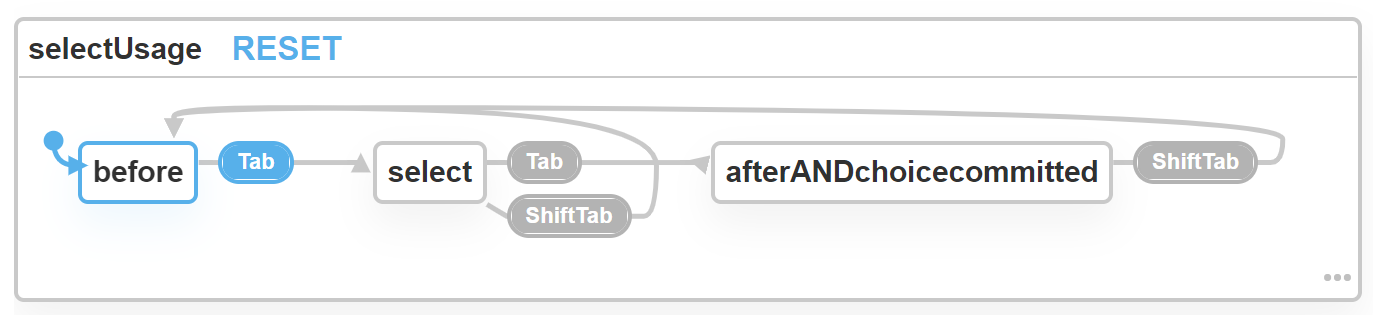 selectUsage RESET
before Tab select Tab afterANDchoicecommitted ShiftTab
ShiftTab